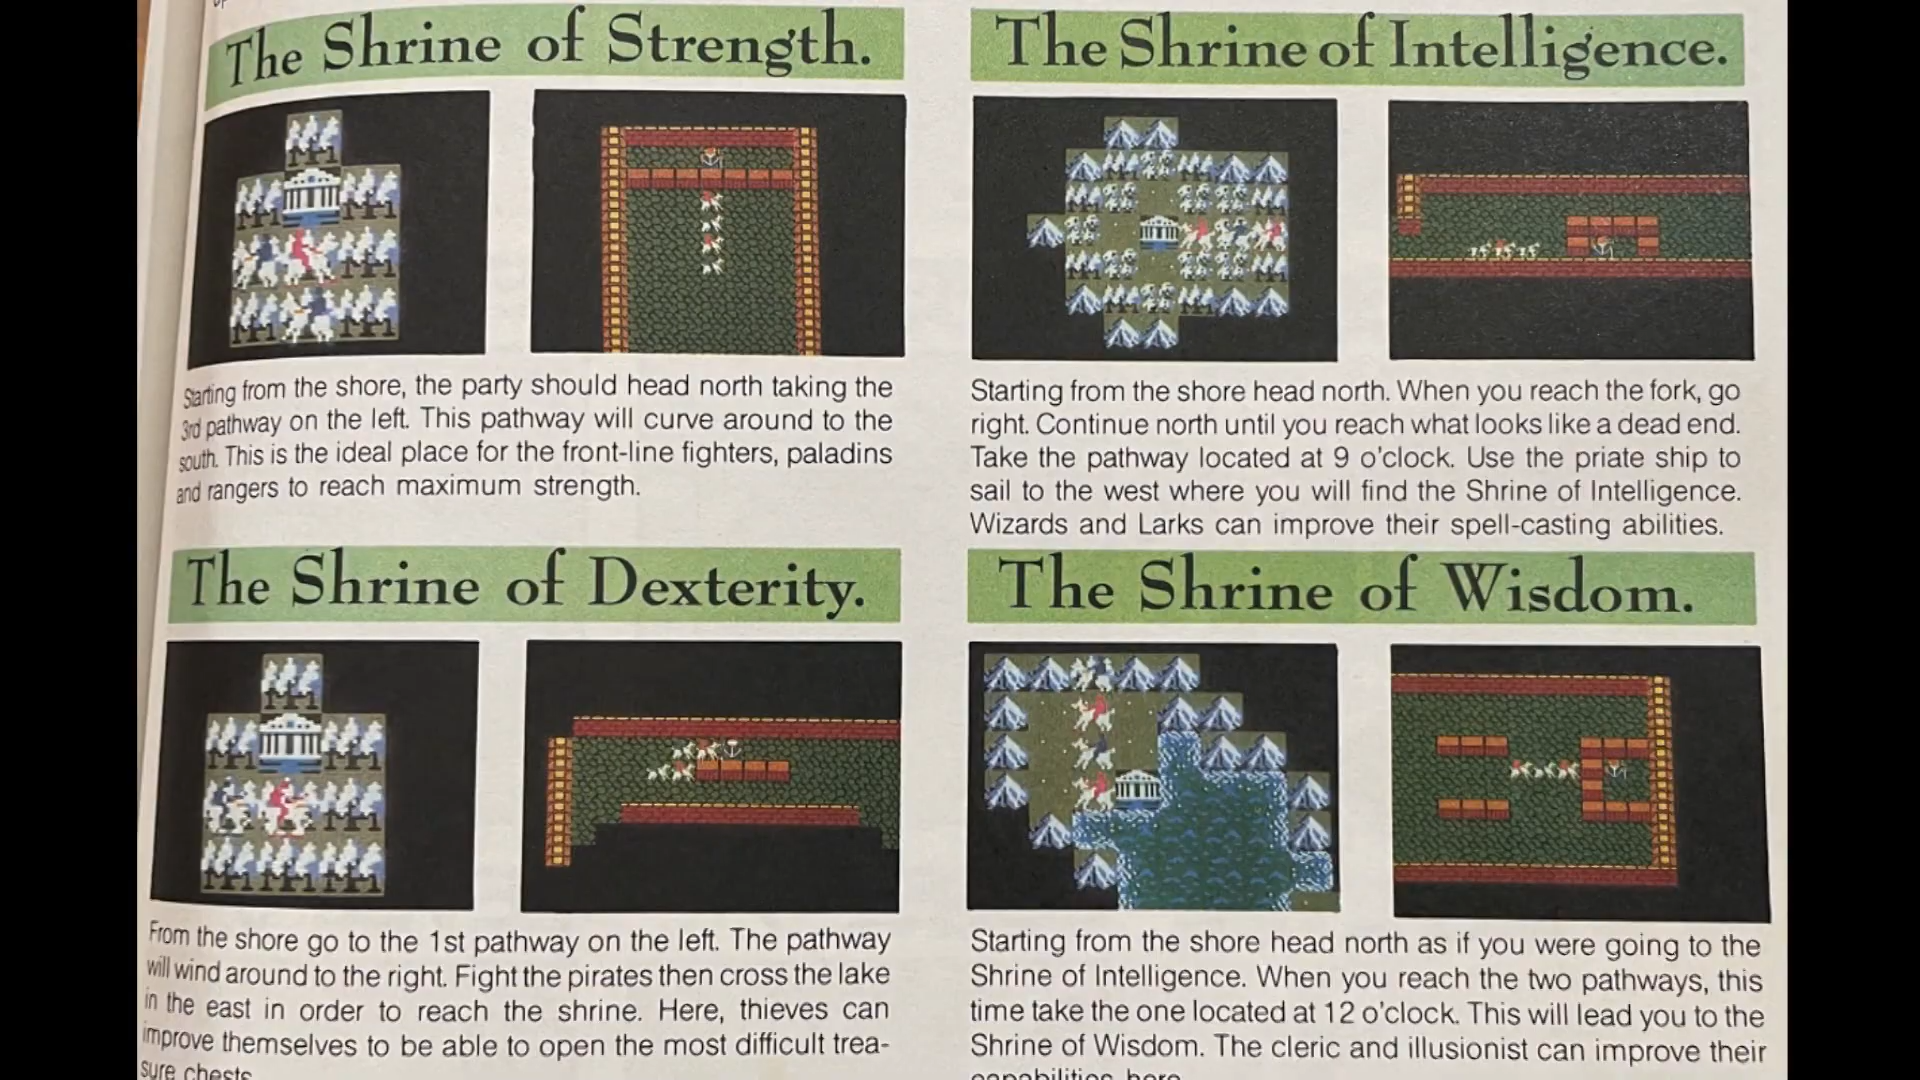 The Shrine of Strength.
Starting from the shore, the party should head north taking the
3rd pathway on the left. This pathway will curve around to the
south. This is the ideal place for the front-line fighters, paladins
and rangers to reach maximum strength.
The Shrine of Intelligence.
Starting from the shore head north. When you reach the fork, go
right. Continue north until you reach what looks like a dead end.
Take the pathway located at 9 o'clock. Use the priate ship to
sail to the west where you will find the Shrine of Intelligence.
Wizards and Larks can improve their spell-casting abilities.
The Shrine of Dexterity.
From the shore go to the 1st pathway on the left. The pathway
will wind around to the right. Fight the pirates then cross the lake
in the east in order to reach the shrine. Here, thieves can
improve themselves to be able to open the most difficult trea-
sure chests
The Shrine of Wisdom.
Starting from the shore head north as if you were going to the
Shrine of Intelligence. When you reach the two pathways, this
time take the one located at 12 o'clock. This will lead you to the
Shrine of Wisdom. The cleric and illusionist can improve their
capabilities here